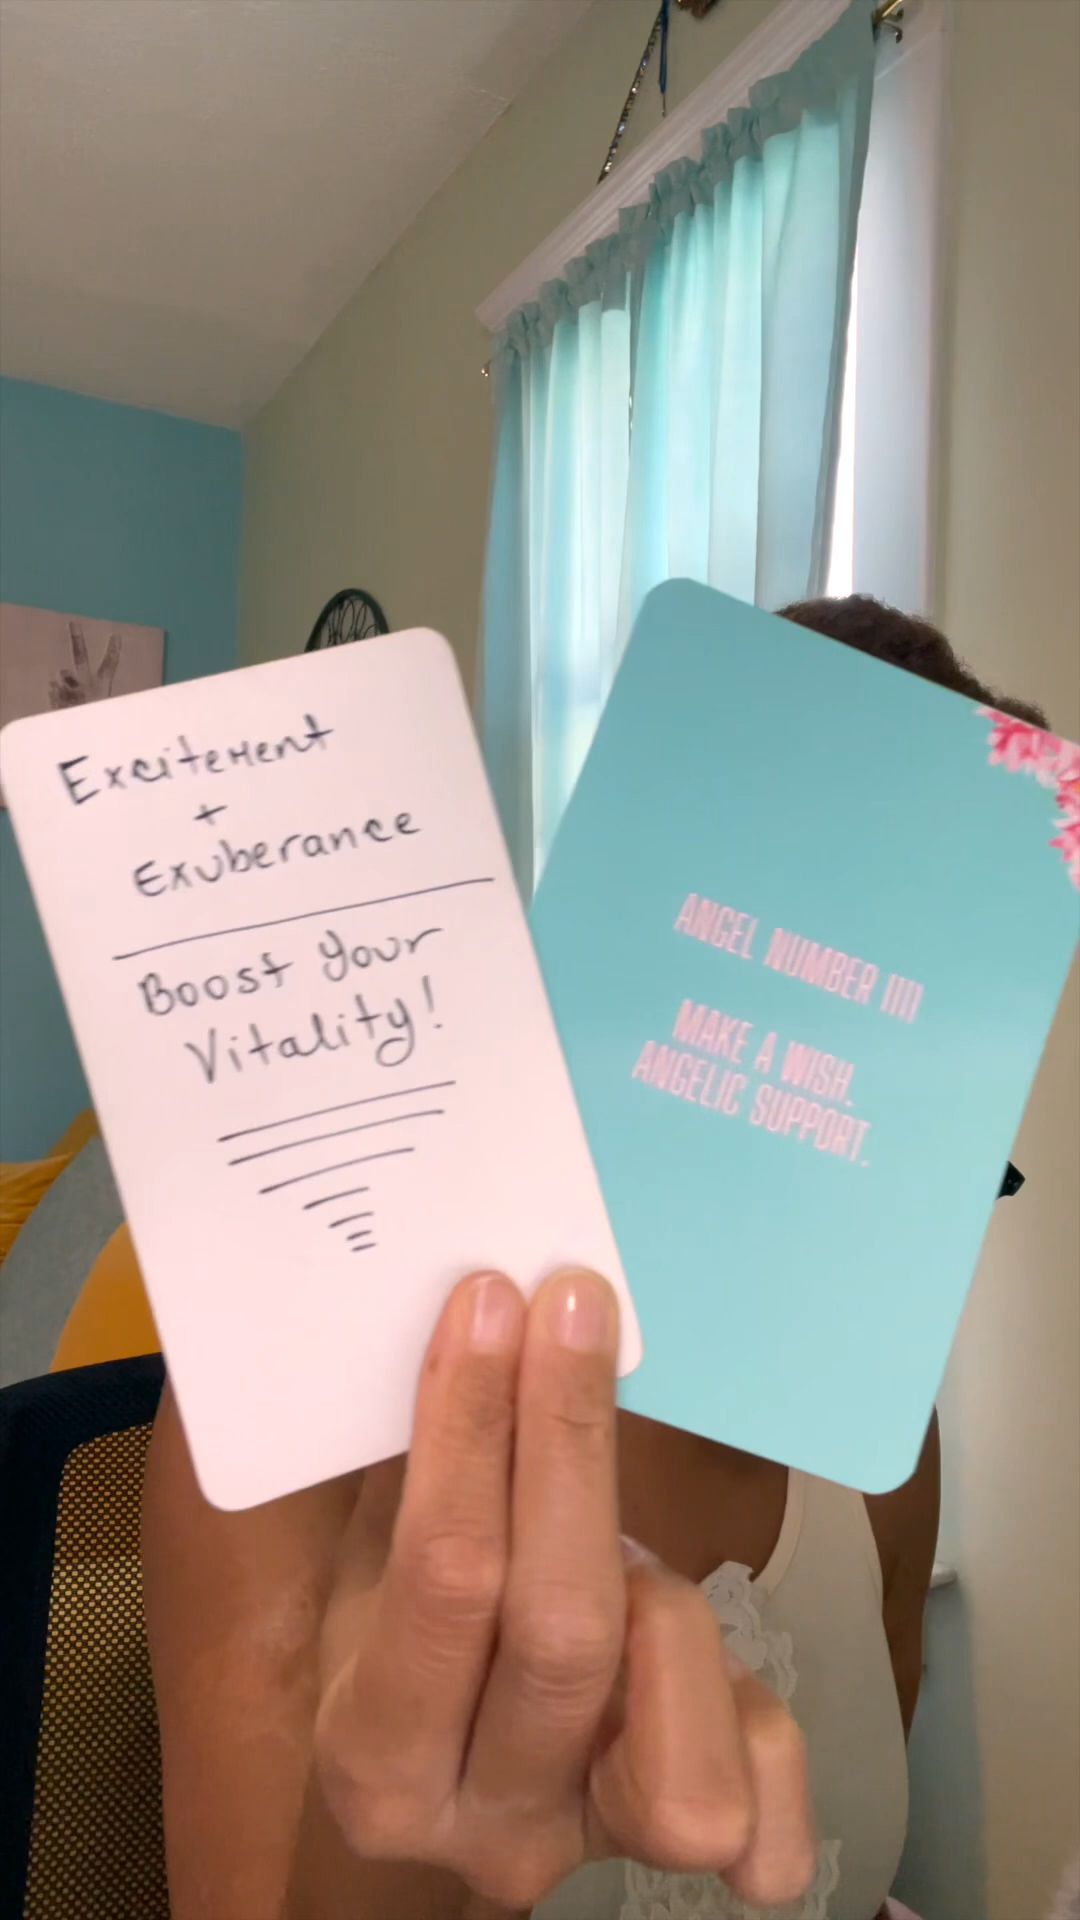 Excitement
+
Exuberance
Boost Your
Vitality!
ANGEL NUMBER 1111
MAKE A WISH.
ANGELIC SUPPORT.